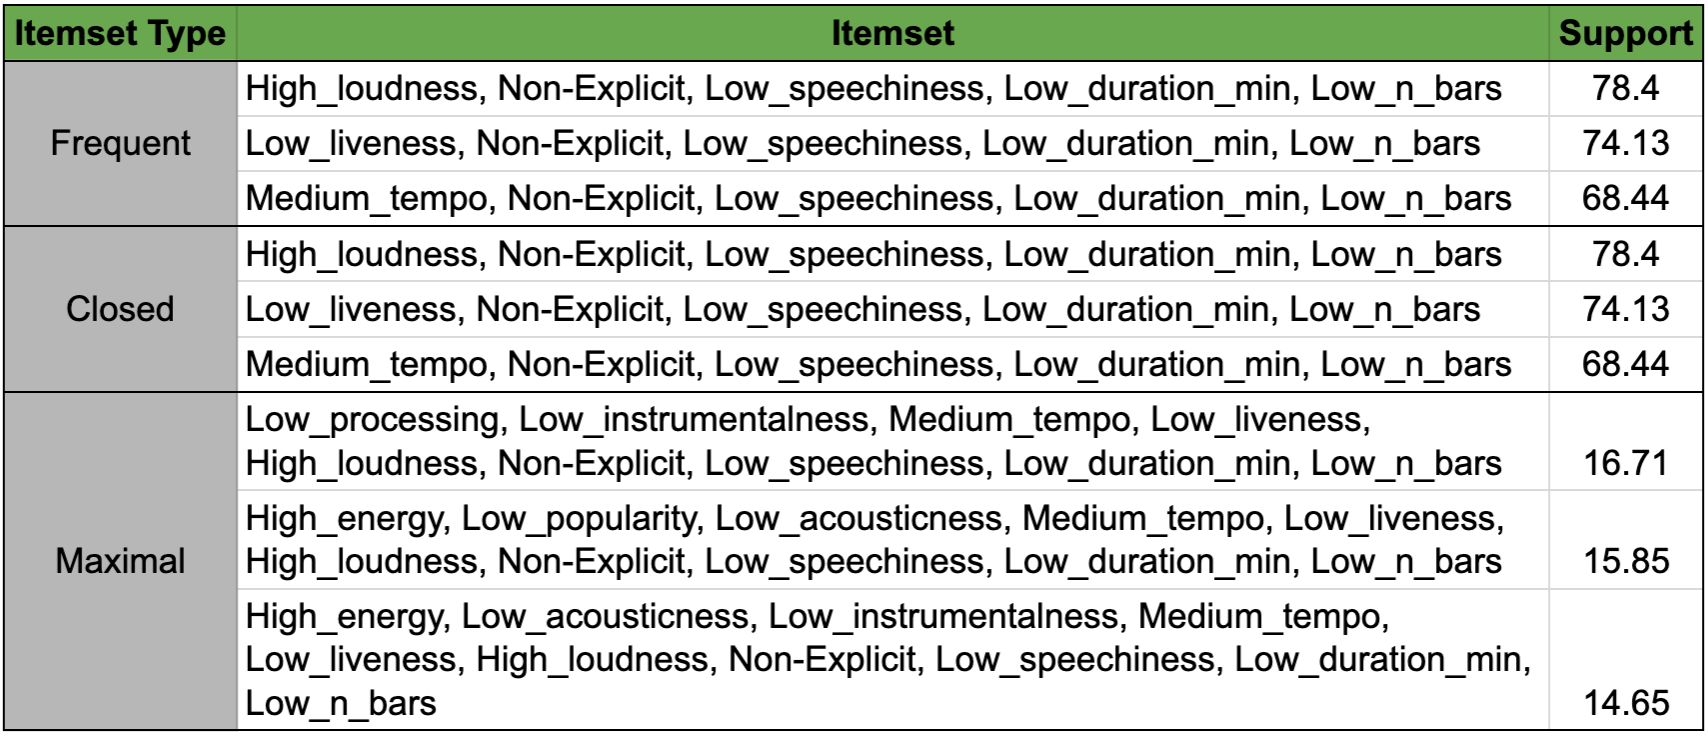 Itemset Type Itemset Support
Frequent
High_loudness, Non-Explicit, Low_speechiness, Low_duration_min, Low_n_bars 78.4
Low_liveness, Non-Explicit, Low_speechiness, Low_duration_min, Low_n_bars 74.13
Medium_tempo, Non-Explicit, Low_speechiness, Low_duration_min, Low_n_bars 68.44
Closed
High_loudness, Non-Explicit, Low_speechiness, Low_duration_min, Low_n_bars 78.4
Low_liveness, Non-Explicit, Low_speechiness, Low_duration_min, Low_n_bars 74.13
Medium_tempo, Non-Explicit, Low_speechiness, Low_duration_min, Low_n_bars 68.44
Maximal
Low_processing, Low_instrumentalness, Medium_tempo, Low_liveness,
High_loudness, Non-Explicit, Low_speechiness, Low_duration_min, Low_n_bars 16.71
High_energy, Low_popularity, Low_acousticness, Medium_tempo, Low_liveness,
High_loudness, Non-Explicit, Low_speechiness, Low_duration_min, Low_n_bars 15.85
High_energy, Low_acousticness, Low_instrumentalness, Medium_tempo,
Low_liveness, High_loudness, Non-Explicit, Low_speechiness, Low_duration_min,
Low_n_bars 14.65